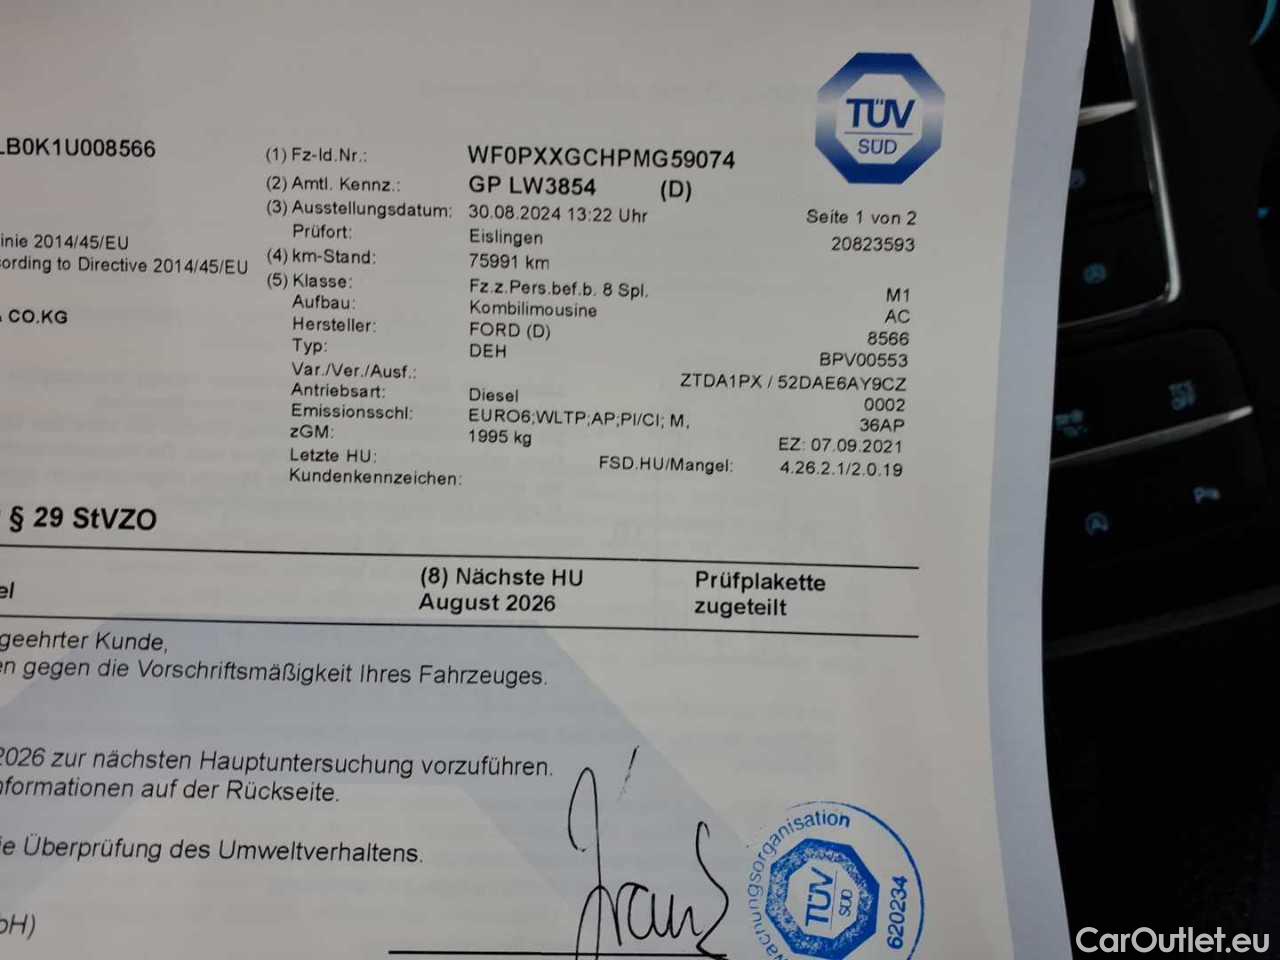 TÜV
SÜD
LB0K1U008566
(1) Fz-Id.Nr.: WF0PXXGCHPMG59074
(2) Amtl. Kennz.: GP LW3854 (D)
(3) Ausstellungsdatum: 30.08.2024 13:22 Uhr Seite 1 von 2
Prüfort: Eislingen 20823593
inie 2014/45/EU
cording to Directive 2014/45/EU
(4) km-Stand: 75991 km
(5) Klasse: Fz.z.Pers.bef.b. 8 Spl. M1
Aufbau: Kombilimousine AC
CO.KG
Hersteller: FORD (D) 8566
Typ: DEH BPV00553
Var./Ver./Ausf.: ZTDA1PX / 52DAE6AY9CZ
Antriebsart: Diesel 0002
Emissionsschl: EURO6;WLTP;AP;PI/CI; M, 36AP
zGM: 1995 kg EZ: 07.09.2021
Letzte HU: FSD.HU/Mangel: 4.26.2.1/2.0.19
Kundenkennzeichen:
§ 29 StVZO
el
(8) Nächste HU Prüfplakette
August 2026 zugeteilt
geehrter Kunde,
en gegen die Vorschriftsmäßigkeit Ihres Fahrzeuges.
2026 zur nächsten Hauptuntersuchung vorzuführen.
nformationen auf der Rückseite.
ie Überprüfung des Umweltverhaltens.
bH)
wachungsorganisation
TÜV
SÜD
620234
CarOutlet.eu